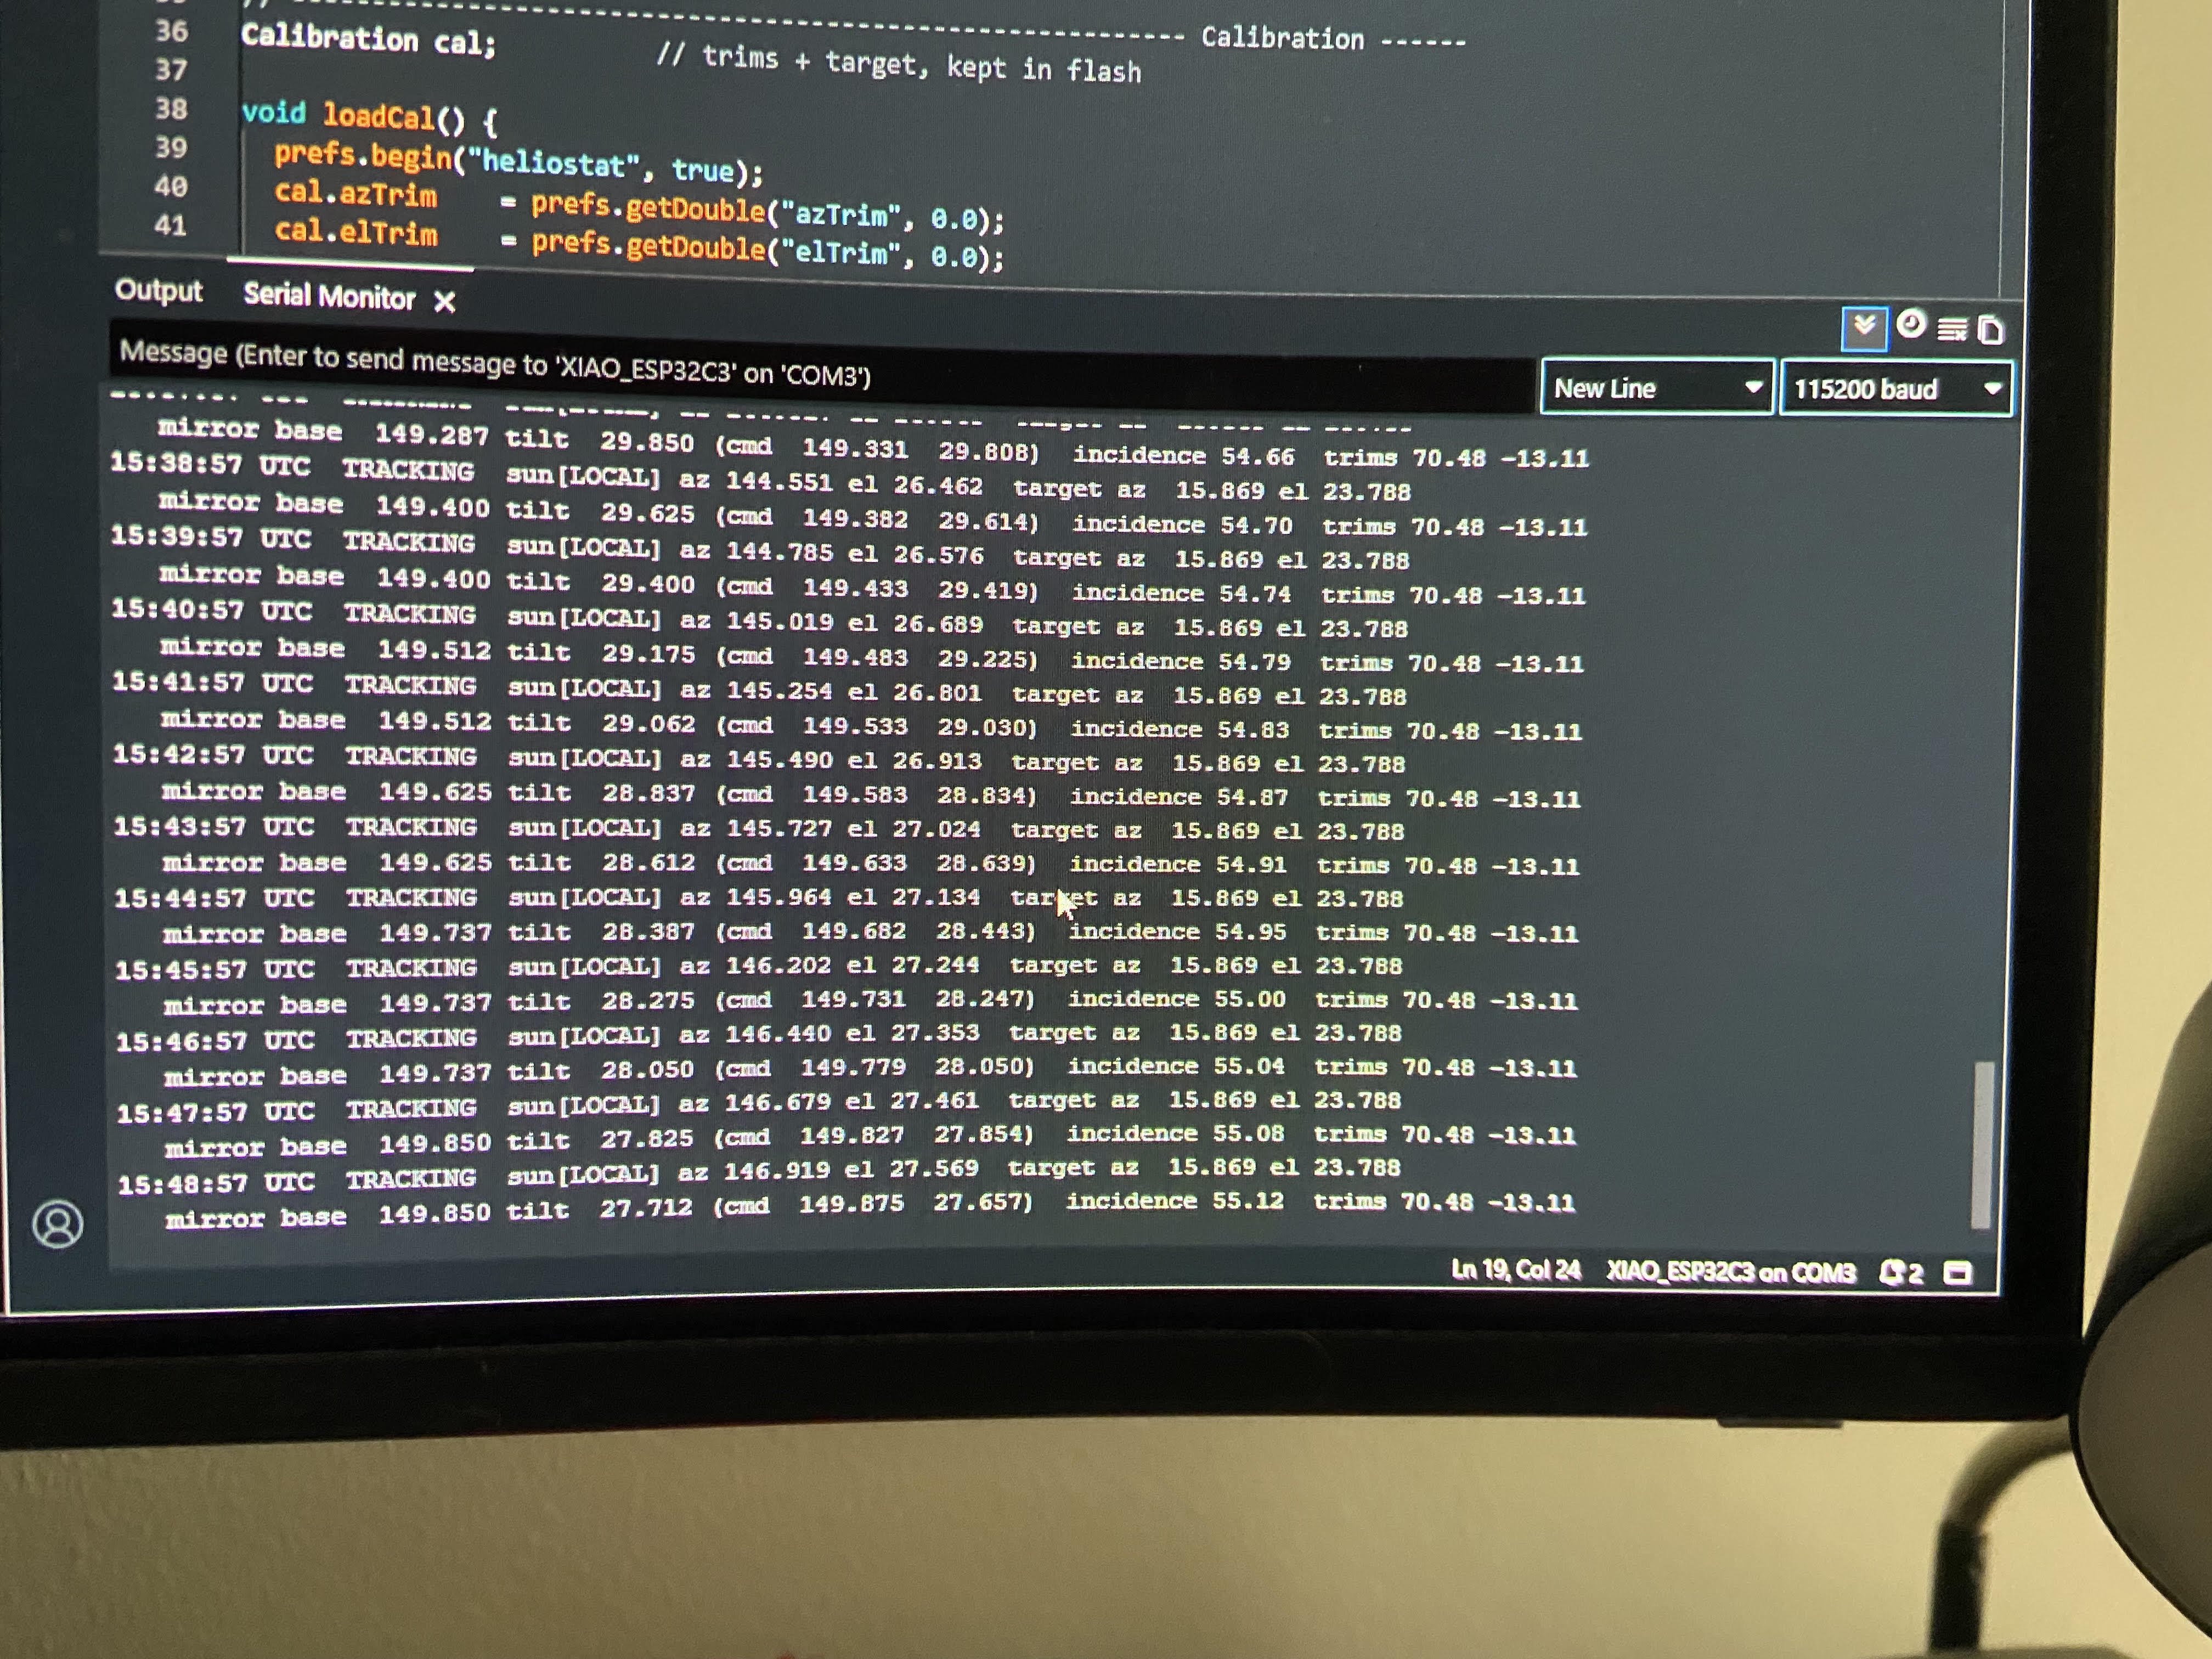 // ------------------------------------------------------- Calibration ------
36 Calibration cal; // trims + target, kept in flash
37
38 void loadCal() {
39 prefs.begin("heliostat", true);
40 cal.azTrim = prefs.getDouble("azTrim", 0.0);
41 cal.elTrim = prefs.getDouble("elTrim", 0.0);
Output Serial Monitor X
Message (Enter to send message to 'XIAO_ESP32C3' on 'COM3') New Line 115200 baud
mirror base 149.287 tilt 29.850 (cmd 149.331 29.808) incidence 54.66 trims 70.48 -13.11
15:38:57 UTC TRACKING sun[LOCAL] az 144.551 el 26.462 target az 15.869 el 23.788
mirror base 149.400 tilt 29.625 (cmd 149.382 29.614) incidence 54.70 trims 70.48 -13.11
15:39:57 UTC TRACKING sun[LOCAL] az 144.785 el 26.576 target az 15.869 el 23.788
mirror base 149.400 tilt 29.400 (cmd 149.433 29.419) incidence 54.74 trims 70.48 -13.11
15:40:57 UTC TRACKING sun[LOCAL] az 145.019 el 26.689 target az 15.869 el 23.788
mirror base 149.512 tilt 29.175 (cmd 149.483 29.225) incidence 54.79 trims 70.48 -13.11
15:41:57 UTC TRACKING sun[LOCAL] az 145.254 el 26.801 target az 15.869 el 23.788
mirror base 149.512 tilt 29.062 (cmd 149.533 29.030) incidence 54.83 trims 70.48 -13.11
15:42:57 UTC TRACKING sun[LOCAL] az 145.490 el 26.913 target az 15.869 el 23.788
mirror base 149.625 tilt 28.837 (cmd 149.583 28.834) incidence 54.87 trims 70.48 -13.11
15:43:57 UTC TRACKING sun[LOCAL] az 145.727 el 27.024 target az 15.869 el 23.788
mirror base 149.625 tilt 28.612 (cmd 149.633 28.639) incidence 54.91 trims 70.48 -13.11
15:44:57 UTC TRACKING sun[LOCAL] az 145.964 el 27.134 target az 15.869 el 23.788
mirror base 149.737 tilt 28.387 (cmd 149.682 28.443) incidence 54.95 trims 70.48 -13.11
15:45:57 UTC TRACKING sun[LOCAL] az 146.202 el 27.244 target az 15.869 el 23.788
mirror base 149.737 tilt 28.275 (cmd 149.731 28.247) incidence 55.00 trims 70.48 -13.11
15:46:57 UTC TRACKING sun[LOCAL] az 146.440 el 27.353 target az 15.869 el 23.788
mirror base 149.737 tilt 28.050 (cmd 149.779 28.050) incidence 55.04 trims 70.48 -13.11
15:47:57 UTC TRACKING sun[LOCAL] az 146.679 el 27.461 target az 15.869 el 23.788
mirror base 149.850 tilt 27.825 (cmd 149.827 27.854) incidence 55.08 trims 70.48 -13.11
15:48:57 UTC TRACKING sun[LOCAL] az 146.919 el 27.569 target az 15.869 el 23.788
mirror base 149.850 tilt 27.712 (cmd 149.875 27.657) incidence 55.12 trims 70.48 -13.11
Ln 19, Col 24 XIAO_ESP32C3 on COM3 2